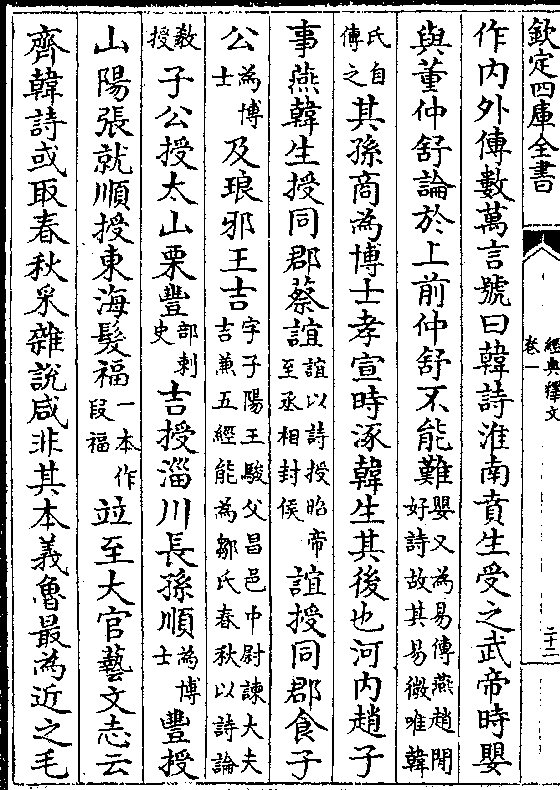 欽定四庫全書
經典釋文
卷一
二十二
作内外傳數萬言號曰韓詩淮南賁生受之武帝時嬰
與董仲舒論於上前仲舒不能難嬰又為易傳燕趙閒好詩故其易微唯韓
氏自傳之其孫商為博士孝宣時涿韓生其後也河内趙子
事燕韓生授同郡蔡誼誼以詩授昭帝至丞相封侯誼授同郡食子
公為博士及琅邪王吉字子陽王駿父昌邑中尉諫大夫吉兼五經能為鄒氏春秋以詩論
教授子公授太山栗豐部刺史吉授淄川長孫順為博士豐授
山陽張就順授東海髮福一本作段福竝至大官藝文志云
齊韓詩或取春秋采雜說咸非其本義魯最為近之毛